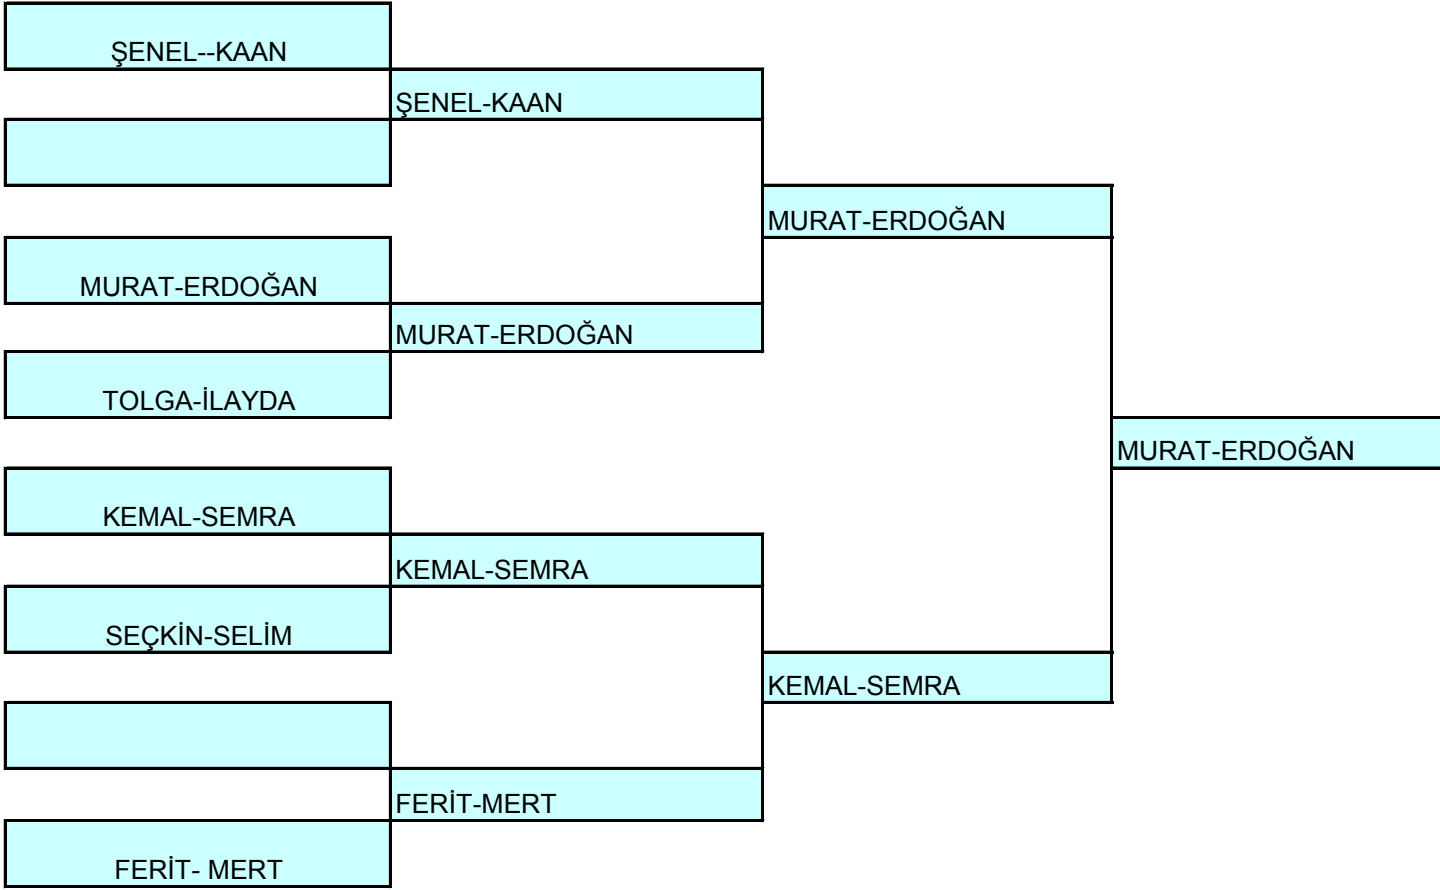 ŞENEL--KAAN
ŞENEL-KAAN
MURAT-ERDOĞAN
MURAT-ERDOĞAN
MURAT-ERDOĞAN
TOLGA-İLAYDA
MURAT-ERDOĞAN
KEMAL-SEMRA
KEMAL-SEMRA
SEÇKİN-SELİM
KEMAL-SEMRA
FERİT-MERT
FERİT- MERT